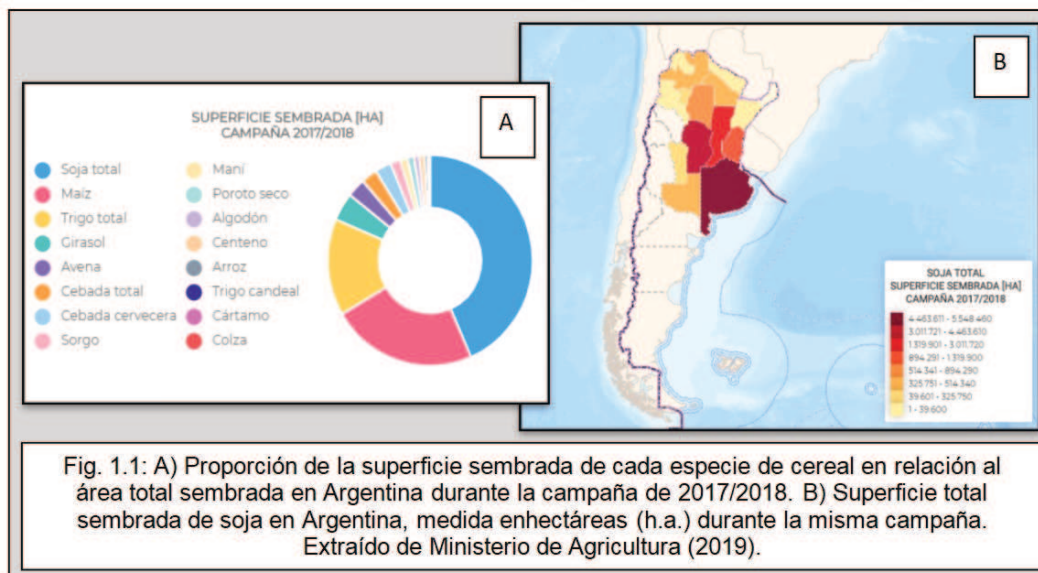 SUPERFICIE SEMBRADA [HA]
CAMPAÑA 2017/2018
A
Soja total
Maíz
Trigo total
Girasol
Avena
Cebada total
Cebada cervecera
Sorgo
Maní
Poroto seco
Algodón
Centeno
Arroz
Trigo candeal
Cártamo
Colza
B
SOJA TOTAL
SUPERFICIE SEMBRADA [HA]
CAMPAÑA 2017/2018
4.463.611 - 5.548.460
3.011.721 - 4.463.610
1.319.901 - 3.011.720
894.291 - 1.319.900
514.341 - 894.290
325.751 - 514.340
39.601 - 325.750
1 - 39.600
Fig. 1.1: A) Proporción de la superficie sembrada de cada especie de cereal en relación al
área total sembrada en Argentina durante la campaña de 2017/2018. B) Superficie total
sembrada de soja en Argentina, medida enhectáreas (h.a.) durante la misma campaña.
Extraído de Ministerio de Agricultura (2019).